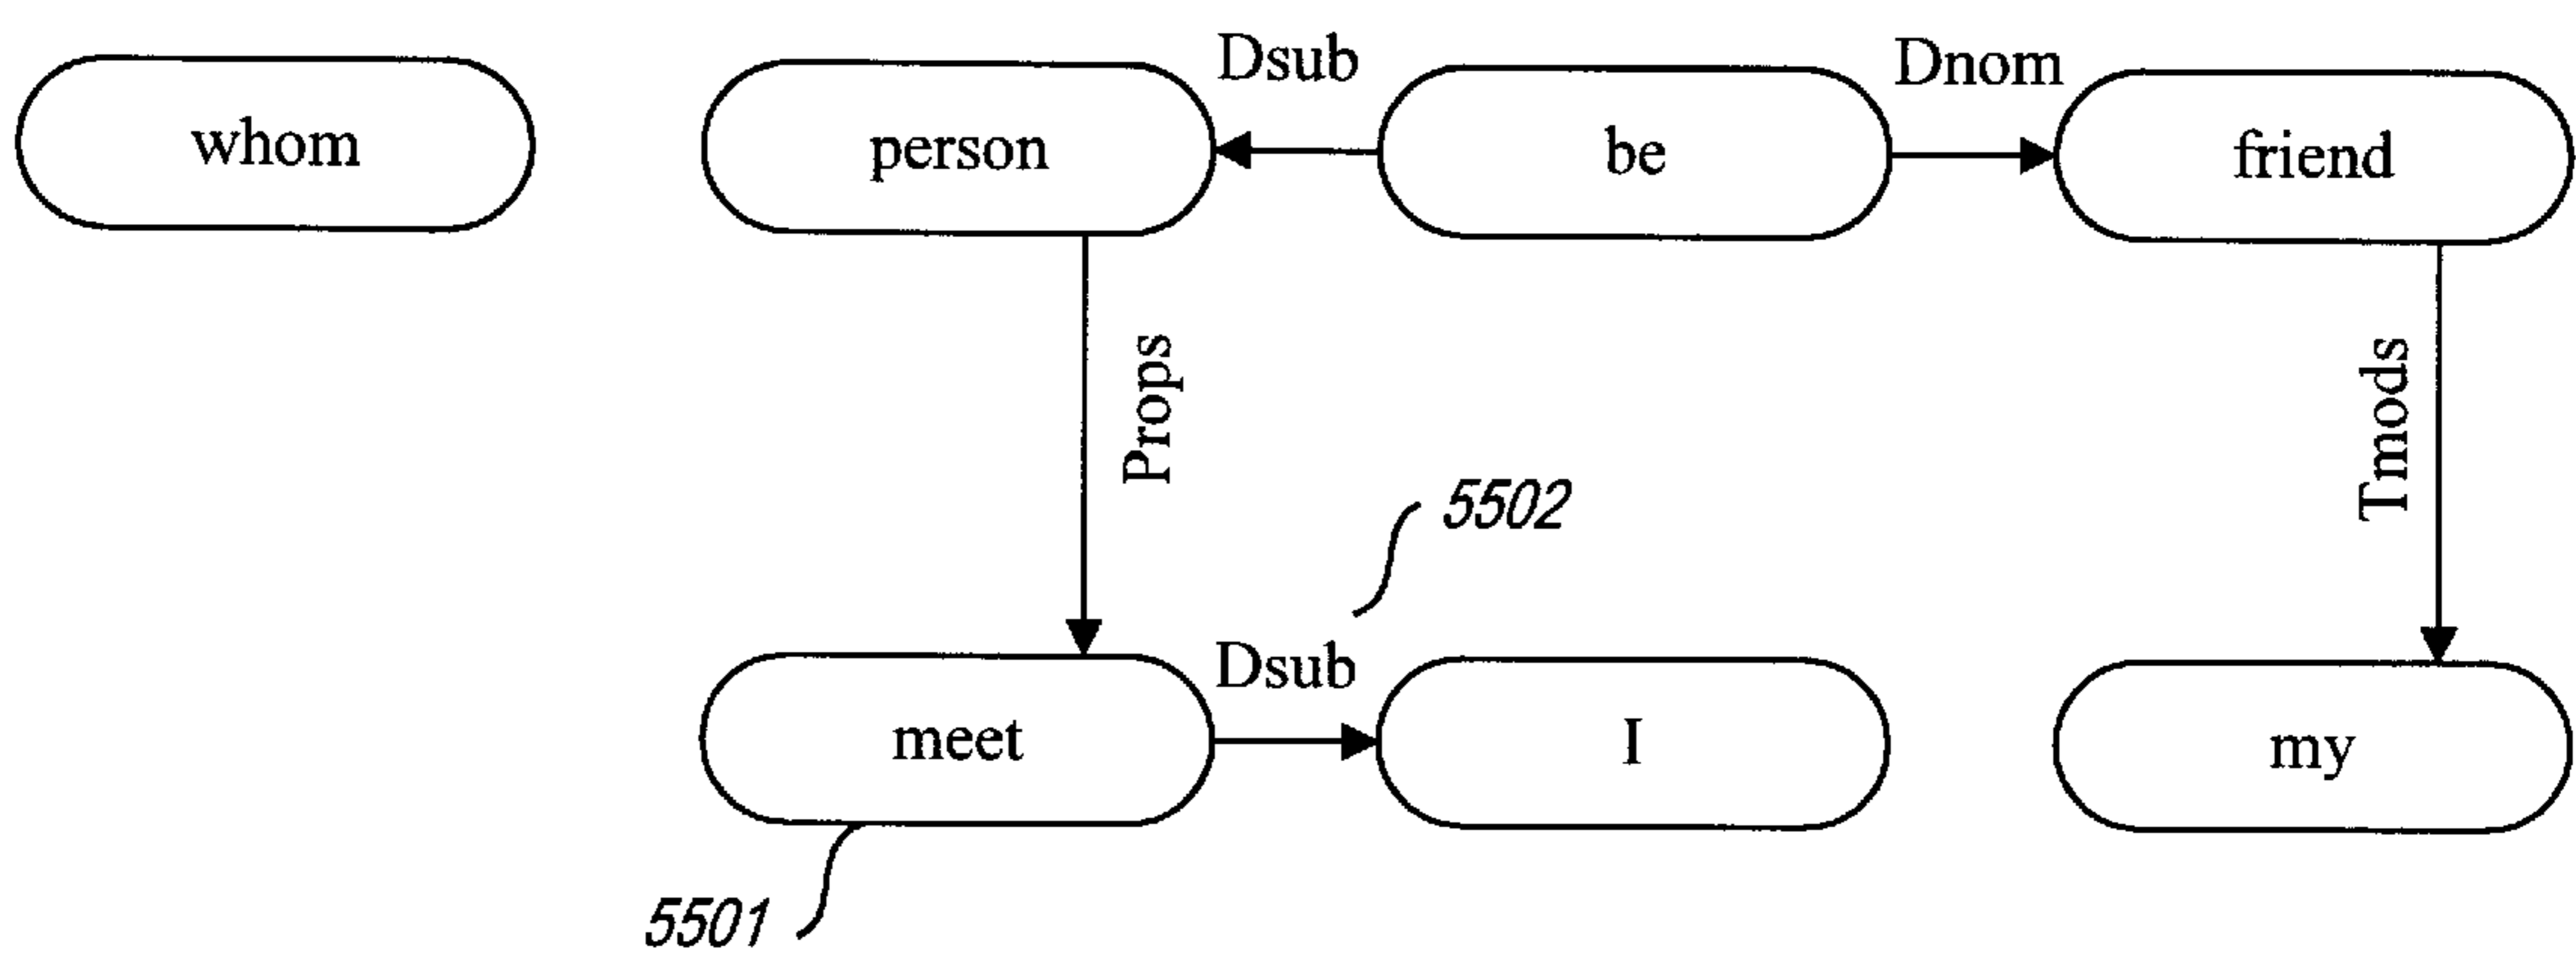 Dsub Dnom
whom person be friend
Props
Tmods
5502
Dsub
meet I my
5501